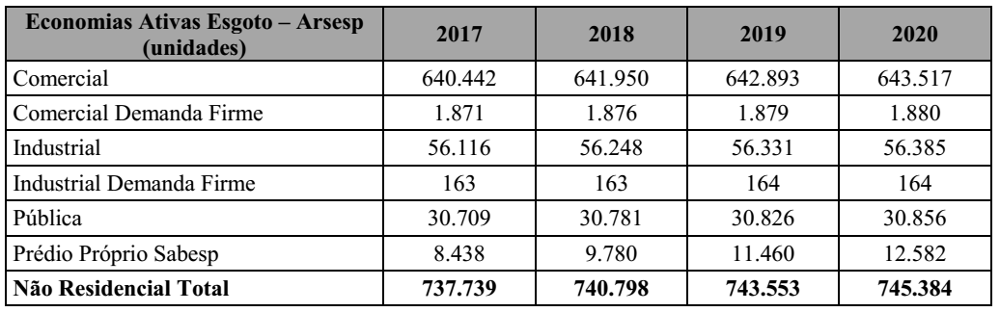 Economias Ativas Esgoto – Arsesp
(unidades) 2017 2018 2019 2020
Comercial 640.442 641.950 642.893 643.517
Comercial Demanda Firme 1.871 1.876 1.879 1.880
Industrial 56.116 56.248 56.331 56.385
Industrial Demanda Firme 163 163 164 164
Pública 30.709 30.781 30.826 30.856
Prédio Próprio Sabesp 8.438 9.780 11.460 12.582
Não Residencial Total 737.739 740.798 743.553 745.384